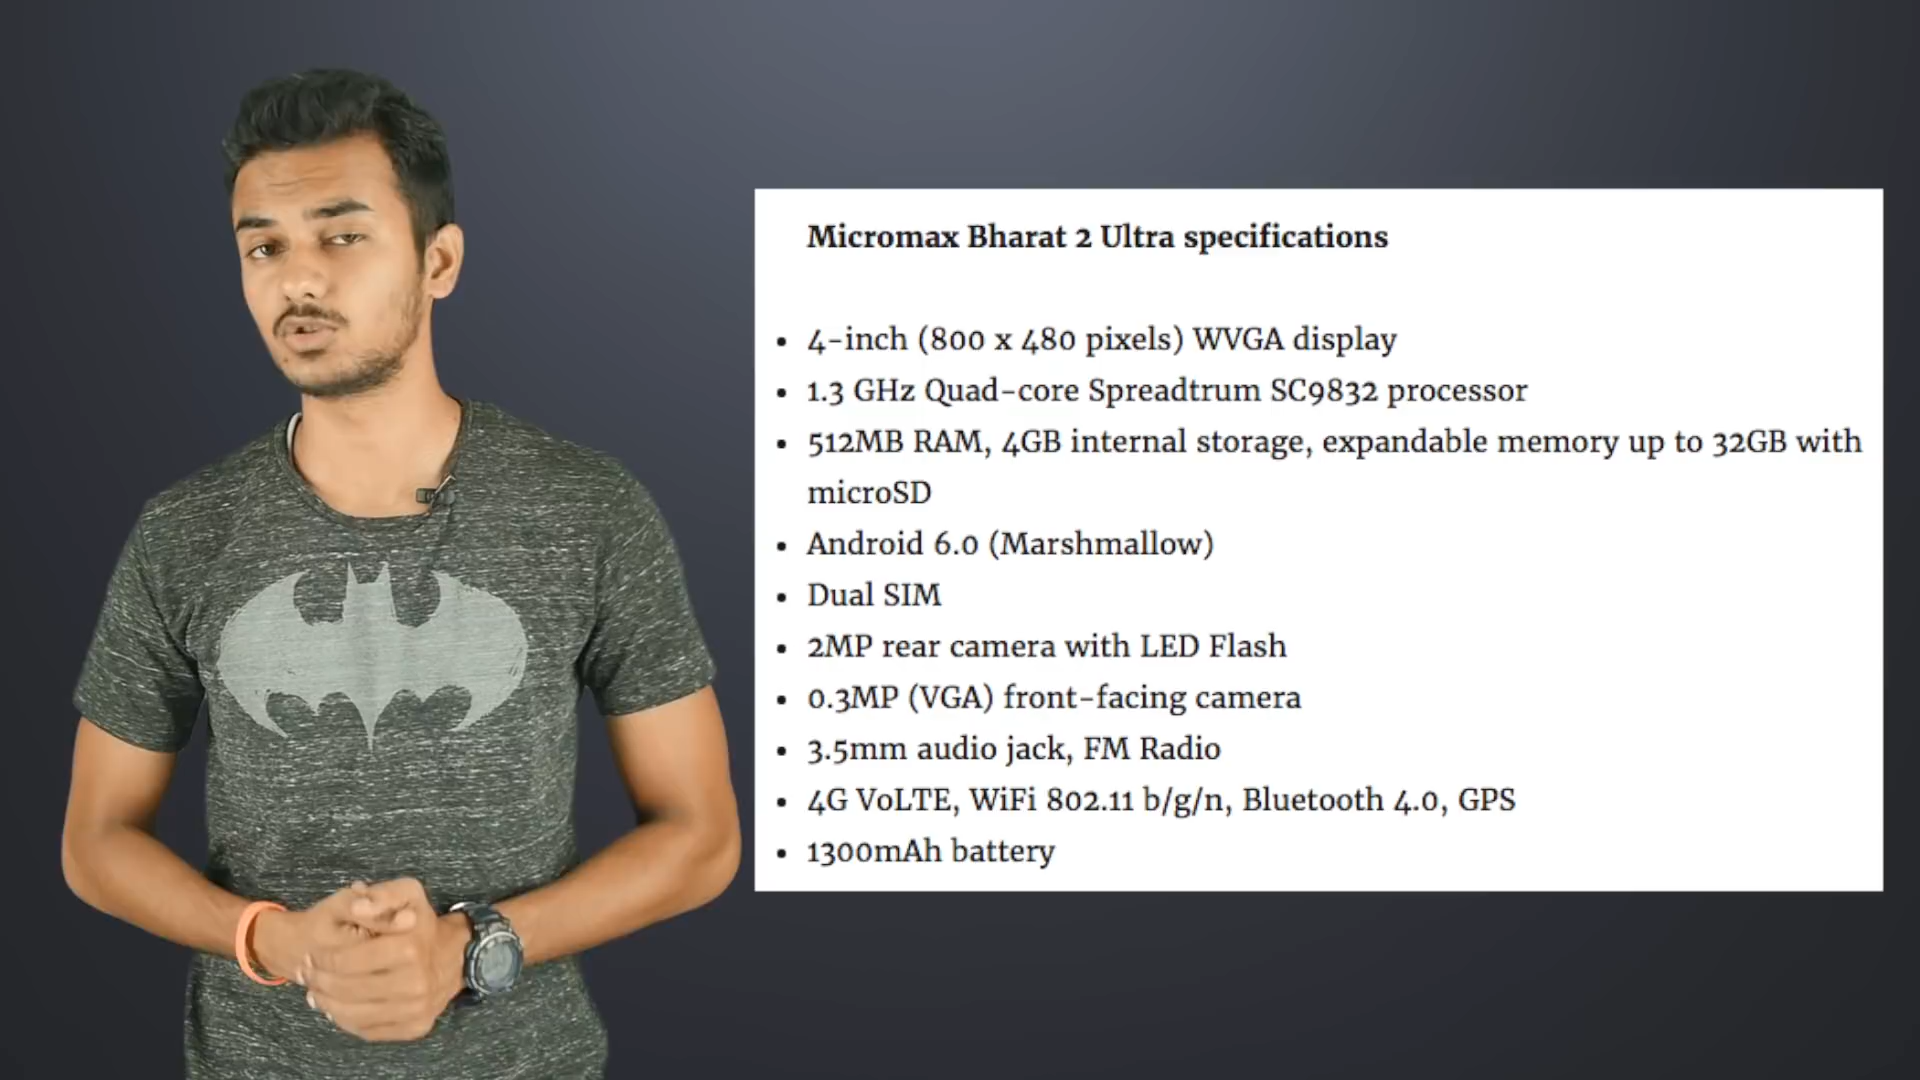 Micromax Bharat 2 Ultra specifications
• 4-inch (800 x 480 pixels) WVGA display
• 1.3 GHz Quad-core Spreadtrum SC9832 processor
• 512MB RAM, 4GB internal storage, expandable memory up to 32GB with
microSD
• Android 6.0 (Marshmallow)
• Dual SIM
• 2MP rear camera with LED Flash
• 0.3MP (VGA) front-facing camera
• 3.5mm audio jack, FM Radio
• 4G VoLTE, WiFi 802.11 b/g/n, Bluetooth 4.0, GPS
• 1300mAh battery